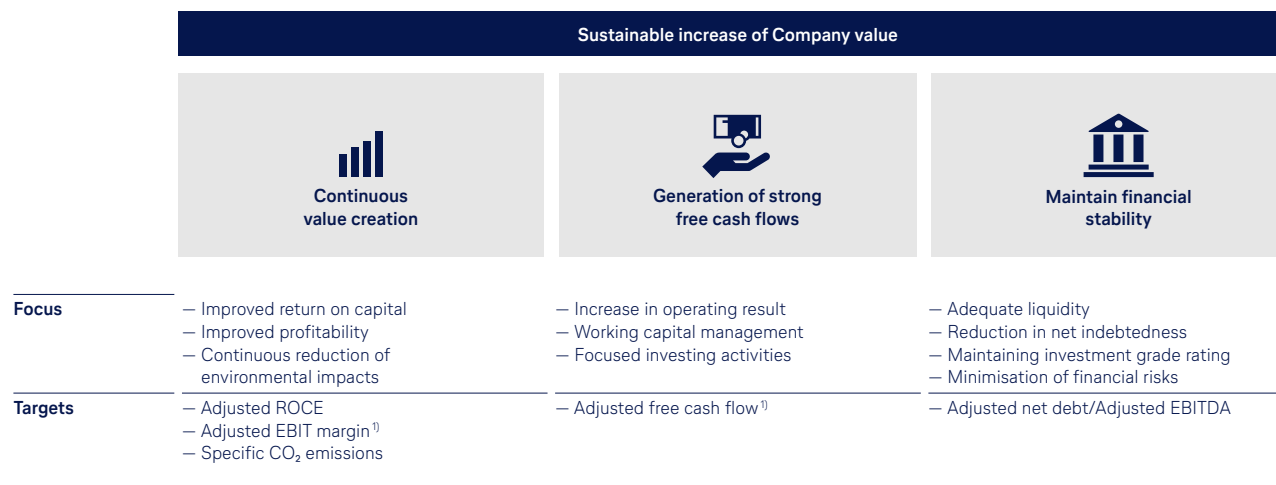 Sustainable increase of Company value
Continuous
value creation
Generation of strong
free cash flows
Maintain financial
stability
Focus
— Improved return on capital
— Improved profitability
— Continuous reduction of
environmental impacts
— Increase in operating result
— Working capital management
— Focused investing activities
— Adequate liquidity
— Reduction in net indebtedness
— Maintaining investment grade rating
— Minimisation of financial risks
Targets
— Adjusted ROCE
— Adjusted EBIT margin 1)
— Specific CO₂ emissions
— Adjusted free cash flow 1)
— Adjusted net debt/Adjusted EBITDA